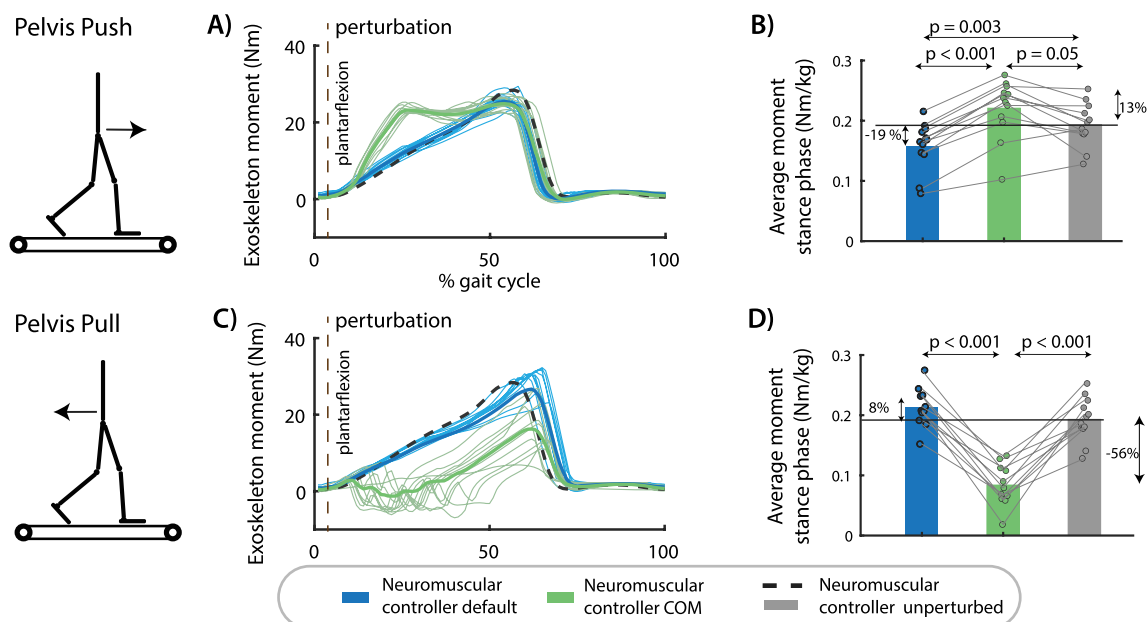 Pelvis Push
A)
perturbation
Exoskeleton moment (Nm)
40
20
0
plantarflexion
0
50
100
% gait cycle
B)
p = 0.003
p < 0.001
p = 0.05
Average moment
stance phase (Nm/kg)
0.3
0.2
0.1
0
-19 %
13%
Pelvis Pull
C)
perturbation
Exoskeleton moment (Nm)
40
20
0
plantarflexion
0
50
100
D)
p < 0.001
p < 0.001
Average moment
stance phase (Nm/kg)
0.3
0.2
0.1
0
8%
-56%
Neuromuscular
controller default
Neuromuscular
controller COM
Neuromuscular
controller unperturbed